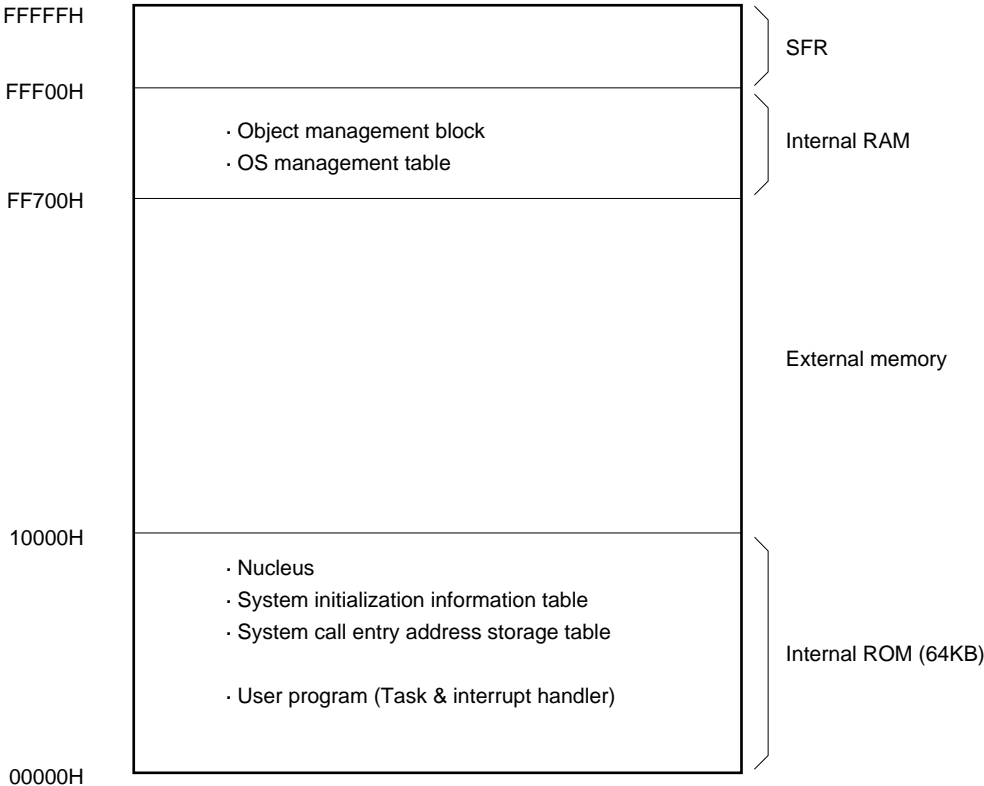 FFFFFH
SFR
FFF00H
· Object management block
· OS management table
Internal RAM
FF700H
External memory
10000H
· Nucleus
· System initialization information table
· System call entry address storage table
Internal ROM (64KB)
· User program (Task & interrupt handler)
00000H